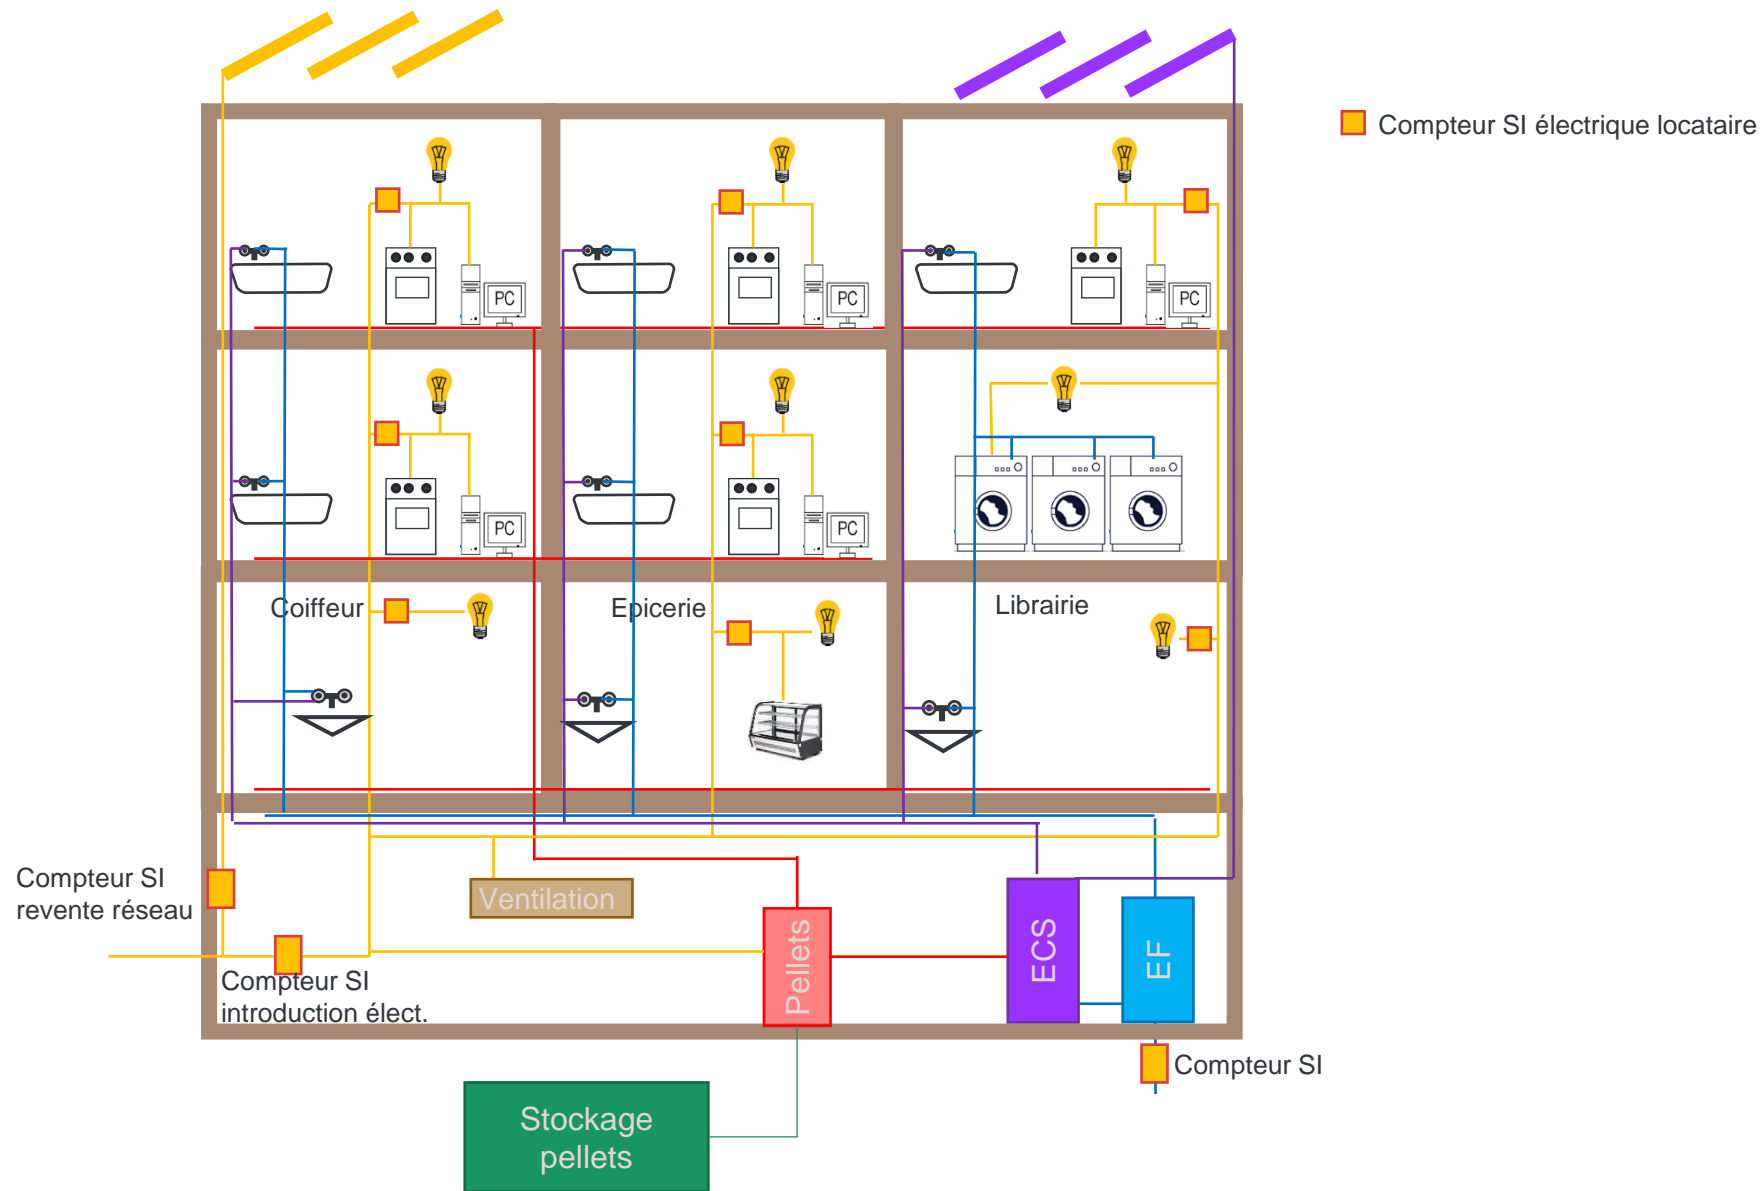 Compteur SI électrique locataire
PC
PC
PC
PC
PC
Coiffeur
Epicerie
Librairie
Compteur SI
revente réseau
Ventilation
Compteur SI
introduction élect.
Pellets
ECS
EF
Compteur SI
Stockage
pellets